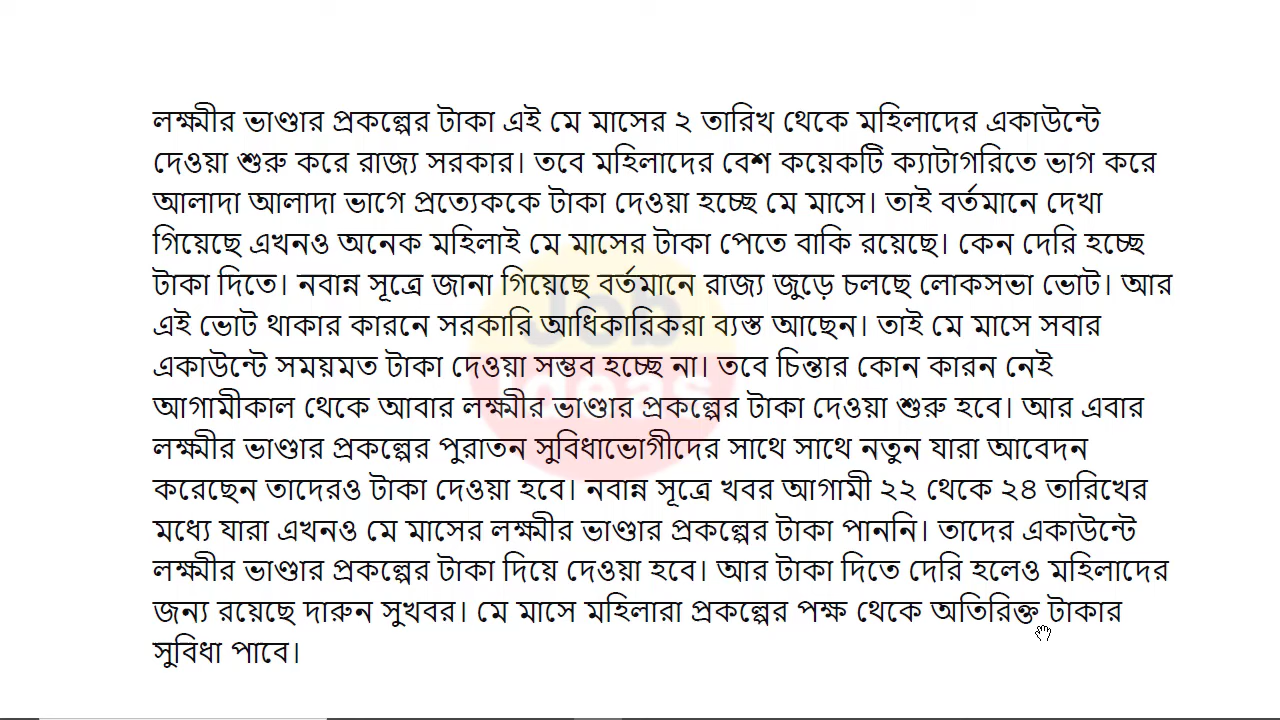 লক্ষ্মীর ভাণ্ডার প্রকল্পের টাকা এই মে মাসের ২ তারিখ থেকে মহিলাদের একাউন্টে
দেওয়া শুরু করে রাজ্য সরকার। তবে মহিলাদের বেশ কয়েকটি ক্যাটাগরিতে ভাগ করে
আলাদা আলাদা ভাগে প্রত্যেককে টাকা দেওয়া হচ্ছে মে মাসে। তাই বর্তমানে দেখা
গিয়েছে এখনও অনেক মহিলাই মে মাসের টাকা পেতে বাকি রয়েছে। কেন দেরি হচ্ছে
টাকা দিতে। নবান্ন সূত্রে জানা গিয়েছে বর্তমানে রাজ্য জুড়ে চলছে লোকসভা ভোট। আর
এই ভোট থাকার কারনে সরকারি আধিকারিকরা ব্যস্ত আছেন। তাই মে মাসে সবার
একাউন্টে সময়মত টাকা দেওয়া সম্ভব হচ্ছে না। তবে চিন্তার কোন কারন নেই
আগামীকাল থেকে আবার লক্ষ্মীর ভাণ্ডার প্রকল্পের টাকা দেওয়া শুরু হবে। আর এবার
লক্ষ্মীর ভাণ্ডার প্রকল্পের পুরাতন সুবিধাভোগীদের সাথে সাথে নতুন যারা আবেদন
করেছেন তাদেরও টাকা দেওয়া হবে। নবান্ন সূত্রে খবর আগামী ২২ থেকে ২৪ তারিখের
মধ্যে যারা এখনও মে মাসের লক্ষ্মীর ভাণ্ডার প্রকল্পের টাকা পাননি। তাদের একাউন্টে
লক্ষ্মীর ভাণ্ডার প্রকল্পের টাকা দিয়ে দেওয়া হবে। আর টাকা দিতে দেরি হলেও মহিলাদের
জন্য রয়েছে দারুন সুখবর। মে মাসে মহিলারা প্রকল্পের পক্ষ থেকে অতিরিক্ত টাকার
সুবিধা পাবে।
Job
Ideas